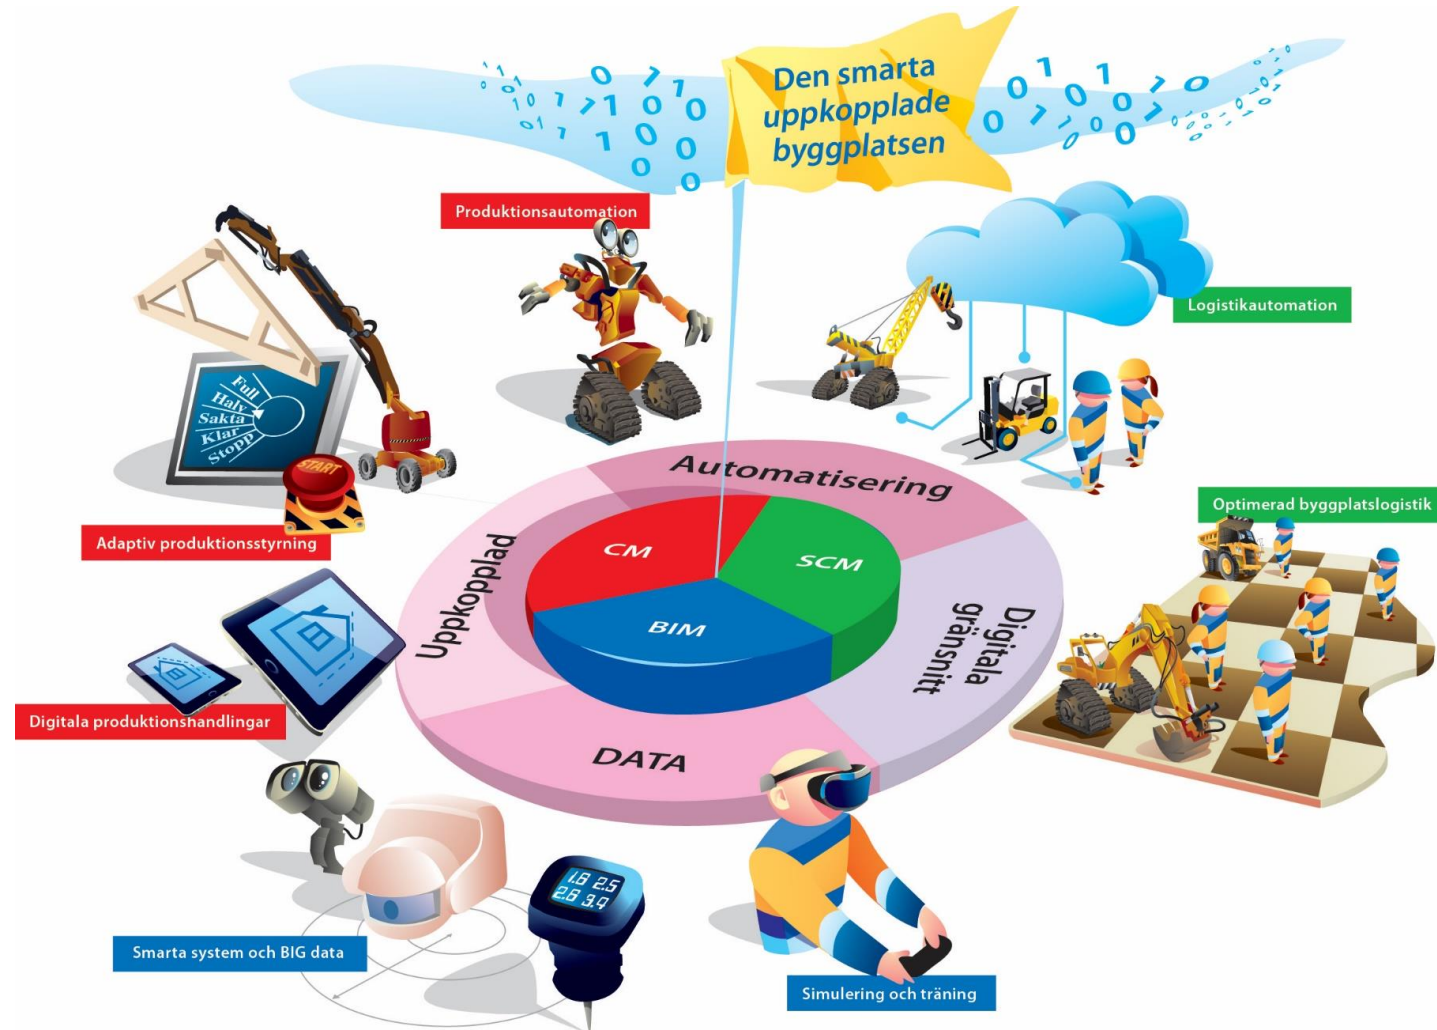 Den smarta
uppkopplade
byggplatsen
Produktionsautomation
Logistikautomation
Full
Halv
Sakta
Klar
Stopp
START
Adaptiv produktionsstyrning
Optimerad byggplatslogistik
Automatisering
Uppkopplad
Digitala
gränsnitt
DATA
CM
SCM
BIM
Digitala produktionshandlingar
1.8 2.5
2.6 3.4
Smarta system och BIG data
Simulering och träning